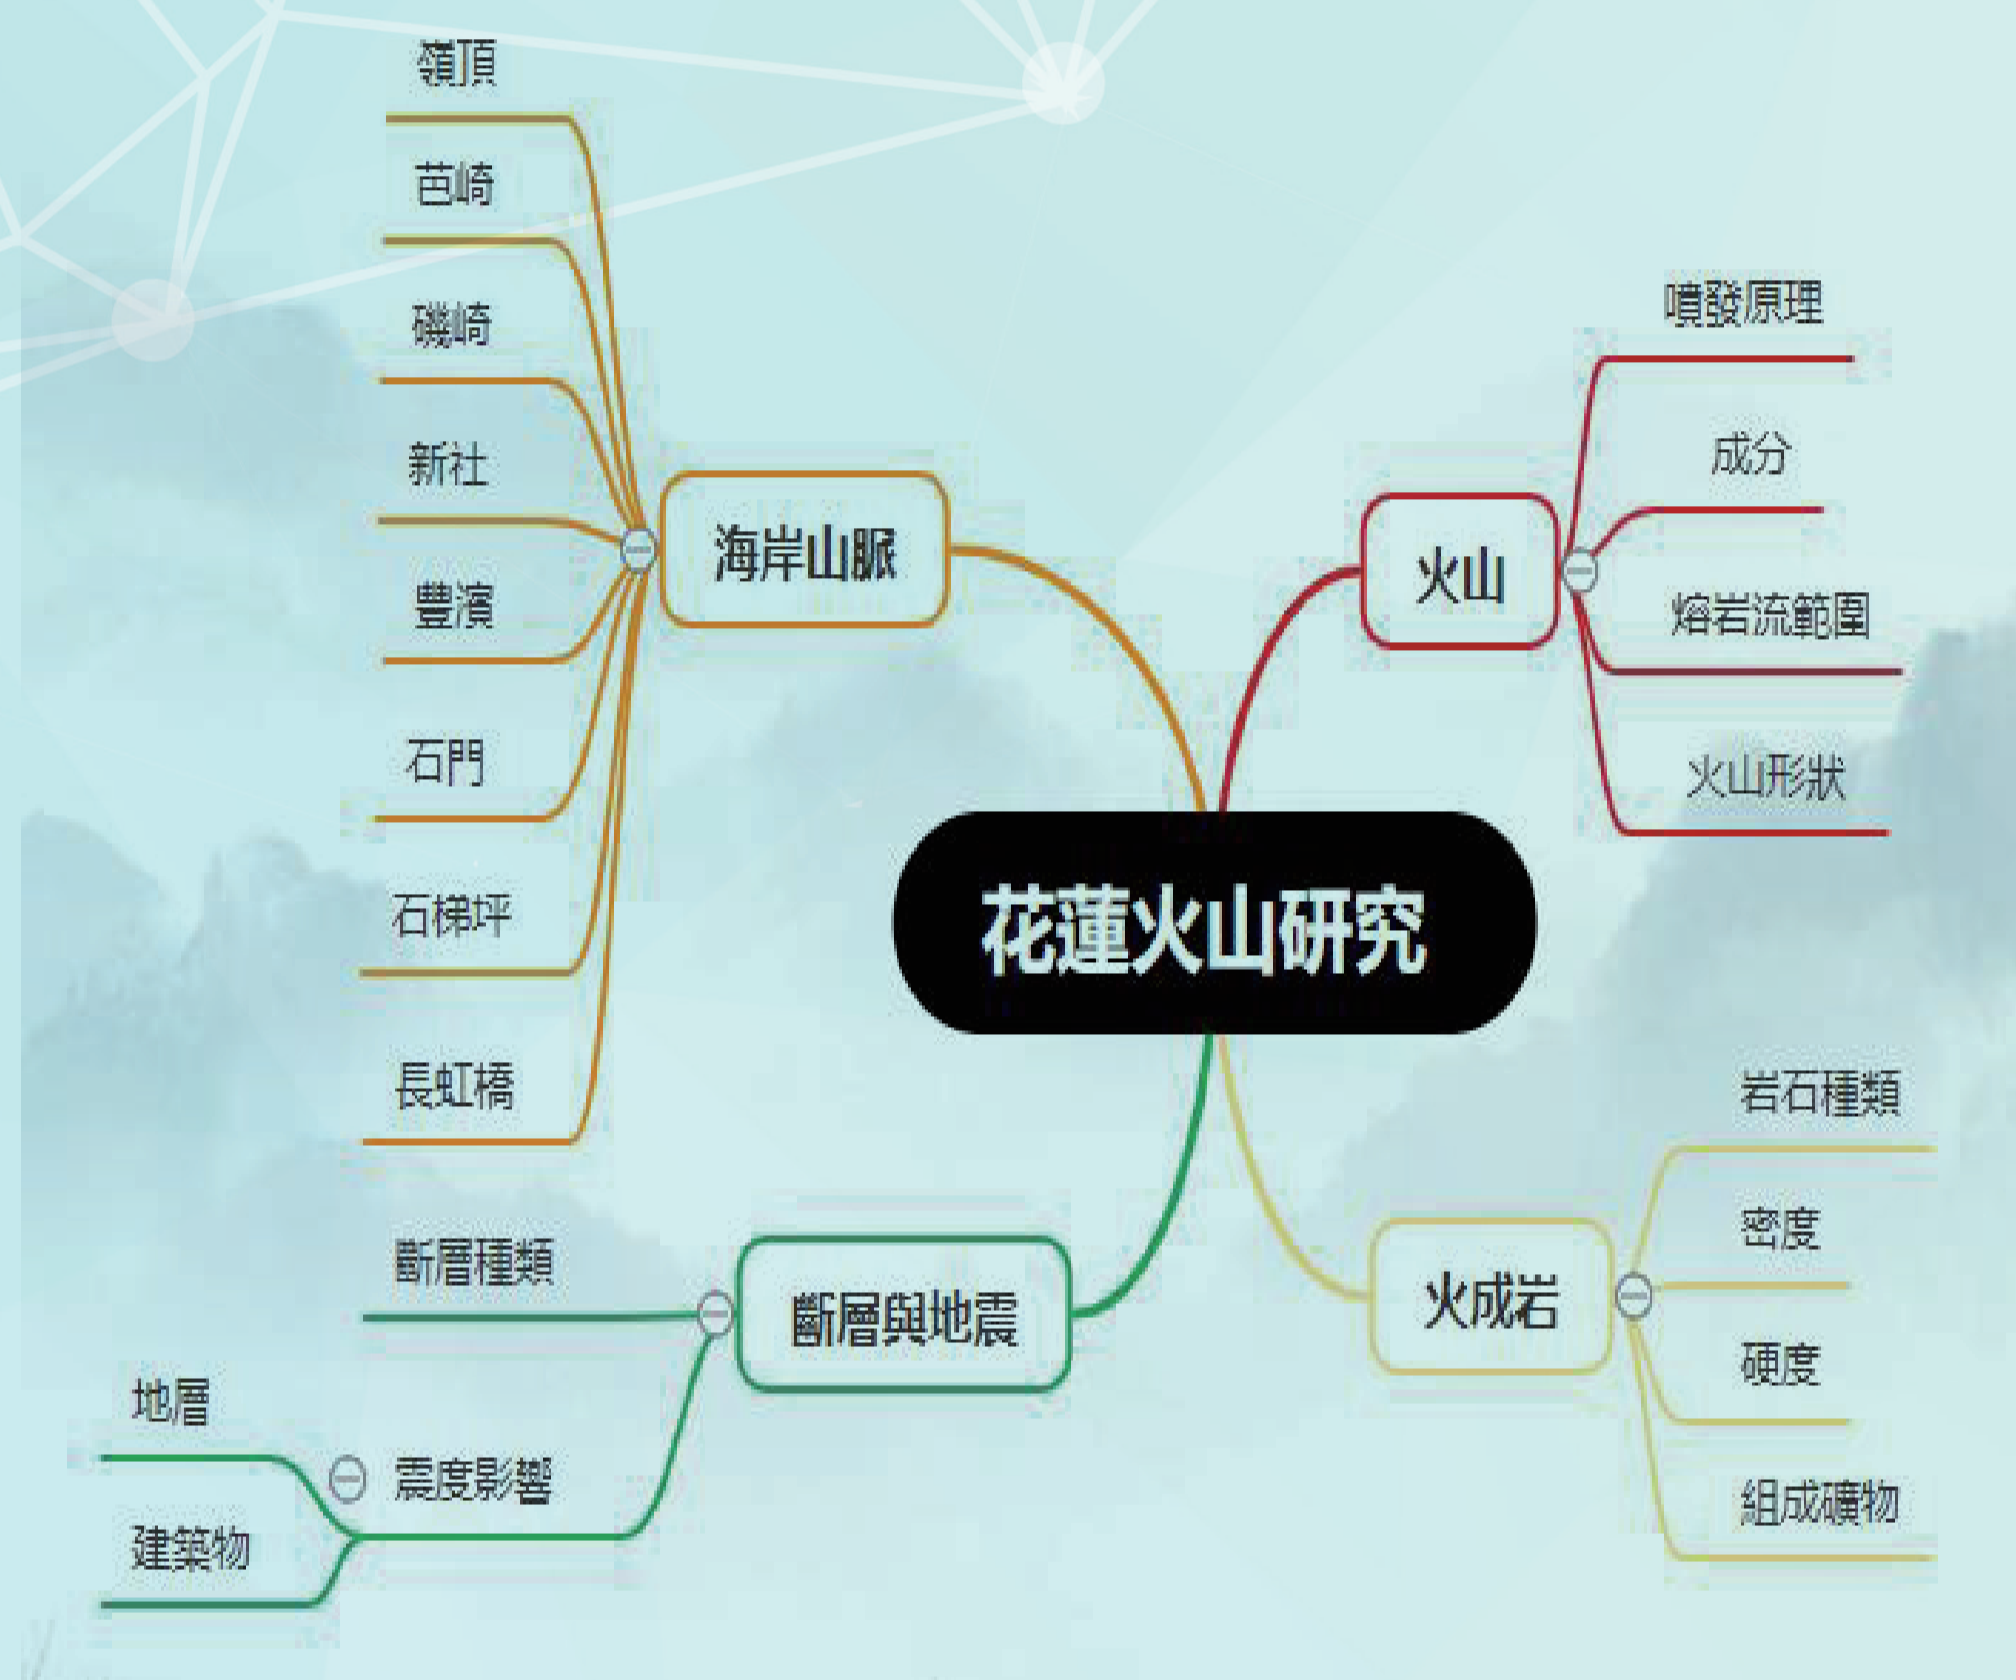 花蓮火山研究
火山
噴發原理
成分
熔岩流範圍
火山形狀
火成岩
岩石種類
密度
硬度
組成礦物
海岸山脈
嶺頂
芭崎
磯崎
新社
豐濱
石門
石梯坪
長虹橋
斷層與地震
斷層種類
震度影響
地層
建築物